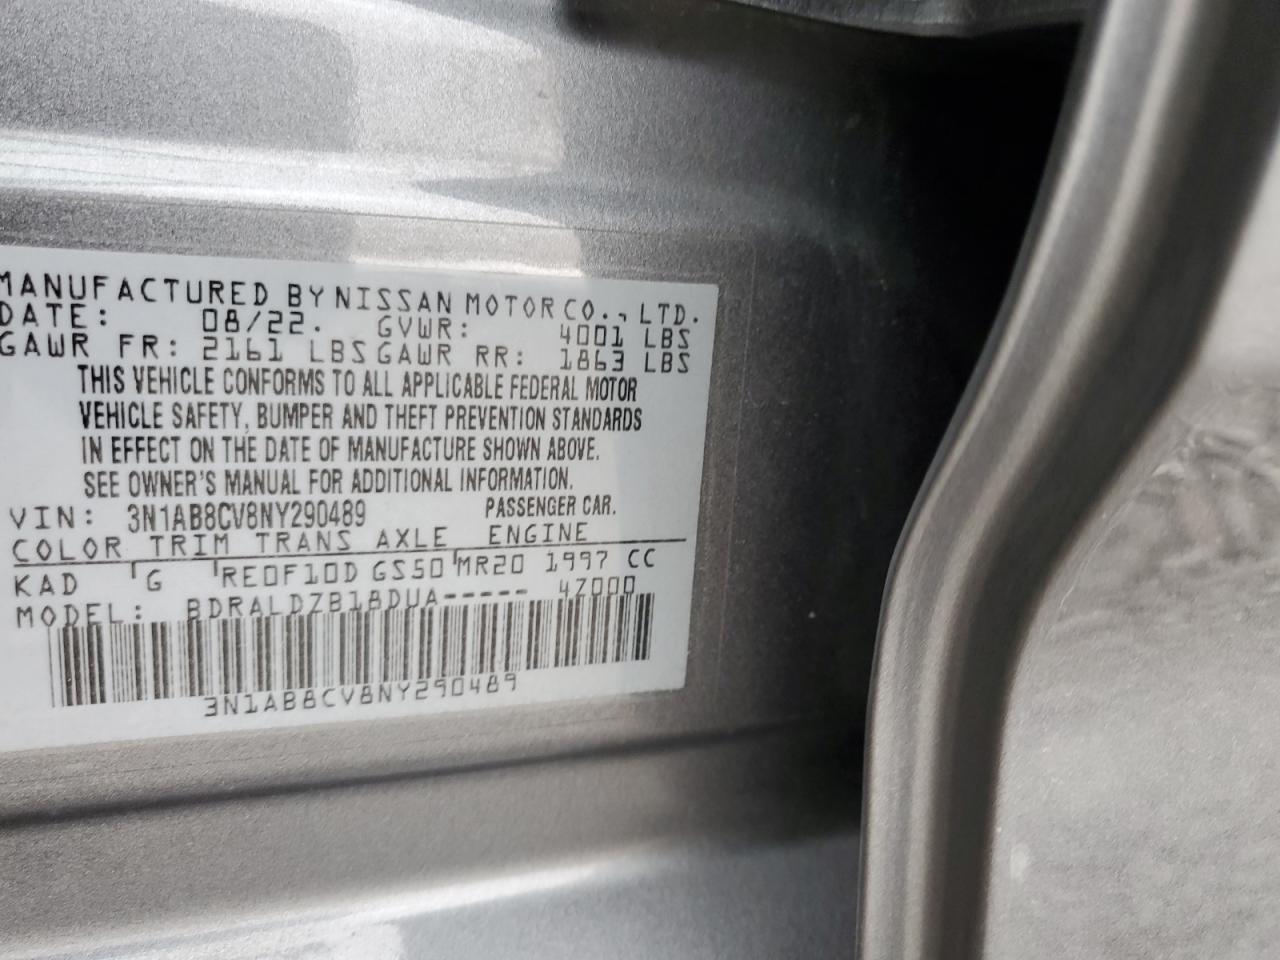 MANUFACTURED BY NISSAN MOTOR CO., LTD.
DATE: 08/22. GVWR: 4001 LBS
GAWR FR: 2161 LBS GAWR RR: 1863 LBS
THIS VEHICLE CONFORMS TO ALL APPLICABLE FEDERAL MOTOR
VEHICLE SAFETY, BUMPER AND THEFT PREVENTION STANDARDS
IN EFFECT ON THE DATE OF MANUFACTURE SHOWN ABOVE.
SEE OWNER'S MANUAL FOR ADDITIONAL INFORMATION.
VIN: 3N1AB8CV8NY290489 PASSENGER CAR.
COLOR TRIM TRANS AXLE ENGINE
KAD G RE0F10D GS50 MR20 1997 CC
MODEL: BDRALDZB18DUA----- 4Z000
3N1AB8CV8NY290489